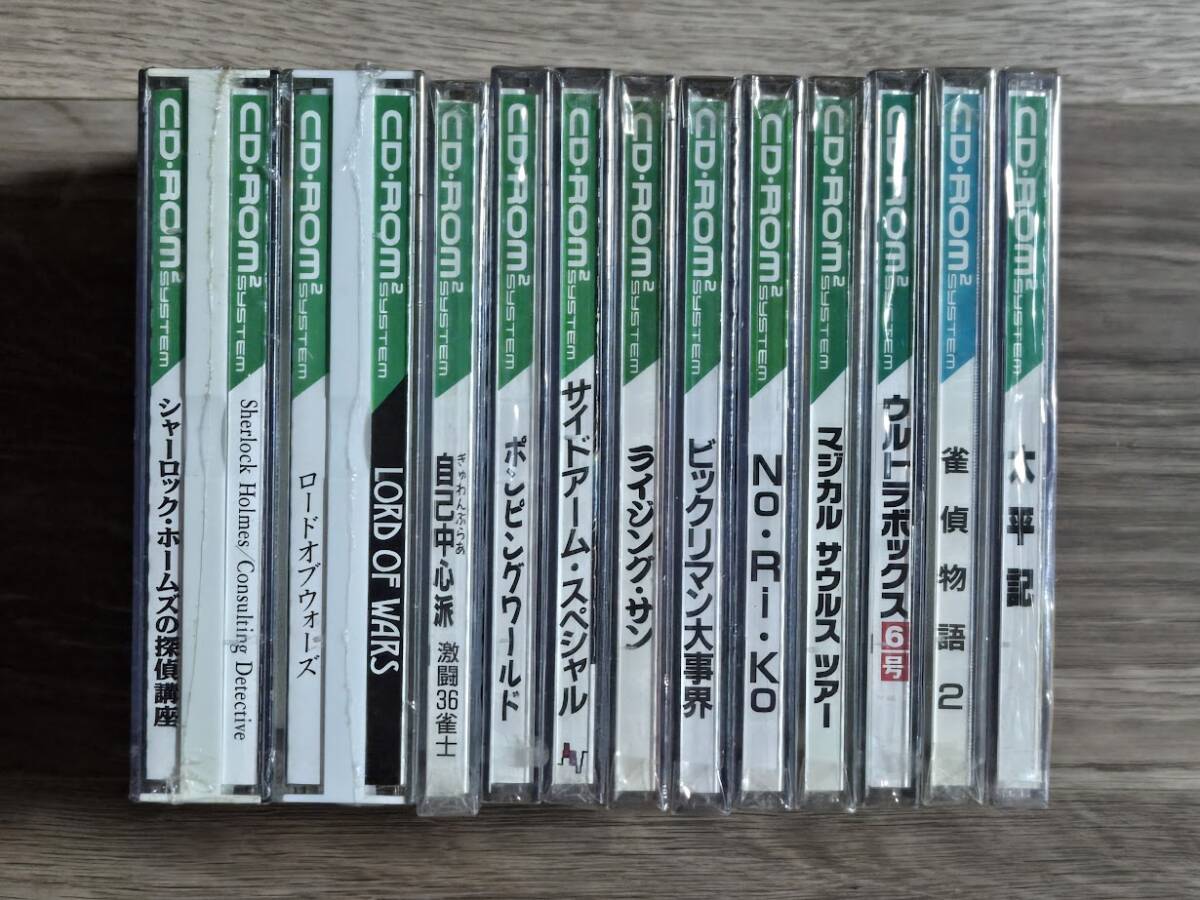 CD・ROM² SYSTEM
シャーロック・ホームズの探偵講座
CD・ROM² SYSTEM
Sherlock Holmes/Consulting Detective
CD・ROM² SYSTEM
ロードオブウォーズ
CD・ROM² SYSTEM
LORD OF WARS
CD・ROM² SYSTEM
ぎゅわんぶらあ
自己中心派 激闘36雀士
CD・ROM² SYSTEM
ポンピングワールド
CD・ROM² SYSTEM
サイドアーム・スペシャル
CD・ROM² SYSTEM
ライジング・サン
CD・ROM² SYSTEM
ビックリマン大事界
CD・ROM² SYSTEM
No・Ri・Ko
CD・ROM² SYSTEM
マジカル サウルス ツアー
CD・ROM² SYSTEM
ウルトラボックス6号
CD・ROM² SYSTEM
雀偵物語2
CD・ROM² SYSTEM
太平記